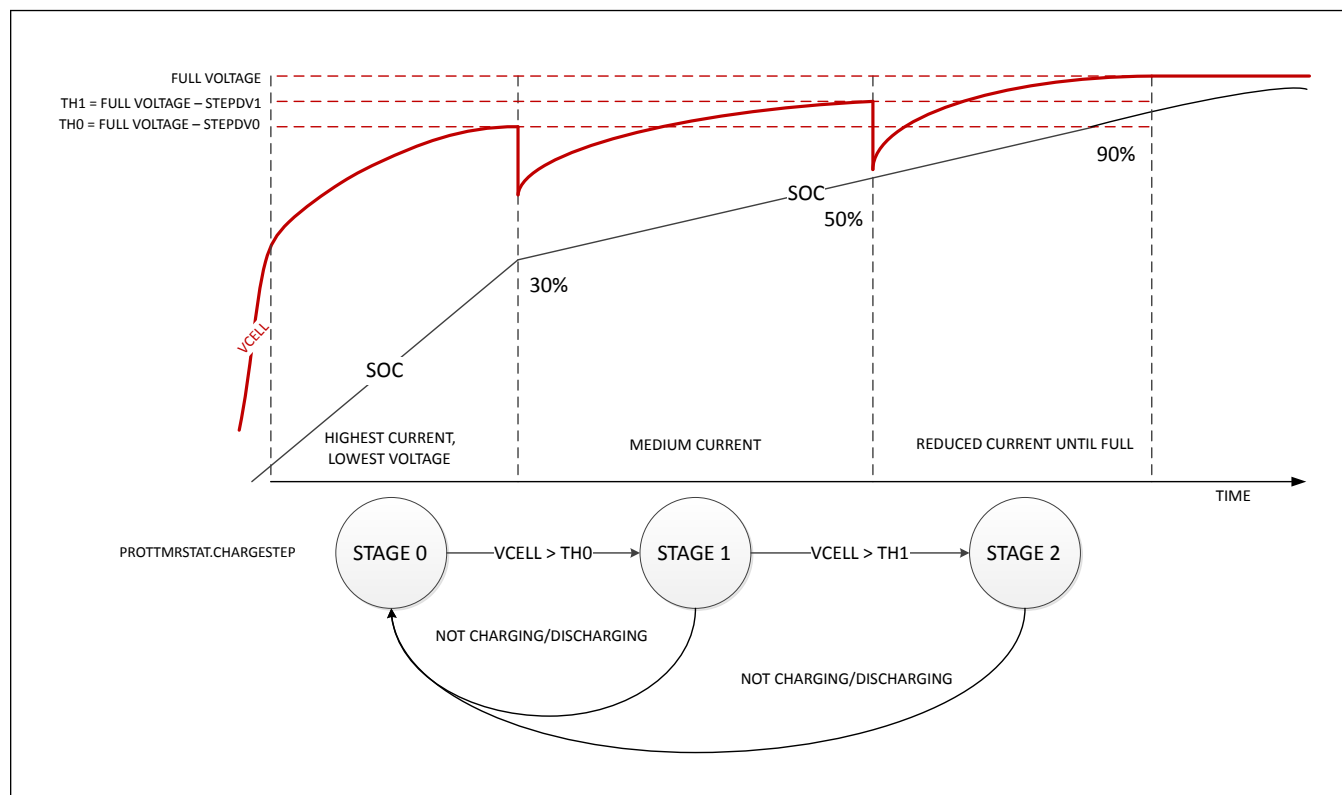 FULL VOLTAGE
TH1 = FULL VOLTAGE – STEPDV1
TH0 = FULL VOLTAGE – STEPDV0
90%
SOC
50%
30%
VCELL
SOC
HIGHEST CURRENT,
LOWEST VOLTAGE
MEDIUM CURRENT
REDUCED CURRENT UNTIL FULL
TIME
PROTTMRSTAT.CHARGESTEP
STAGE 0
VCELL > TH0
STAGE 1
VCELL > TH1
STAGE 2
NOT CHARGING/DISCHARGING
NOT CHARGING/DISCHARGING